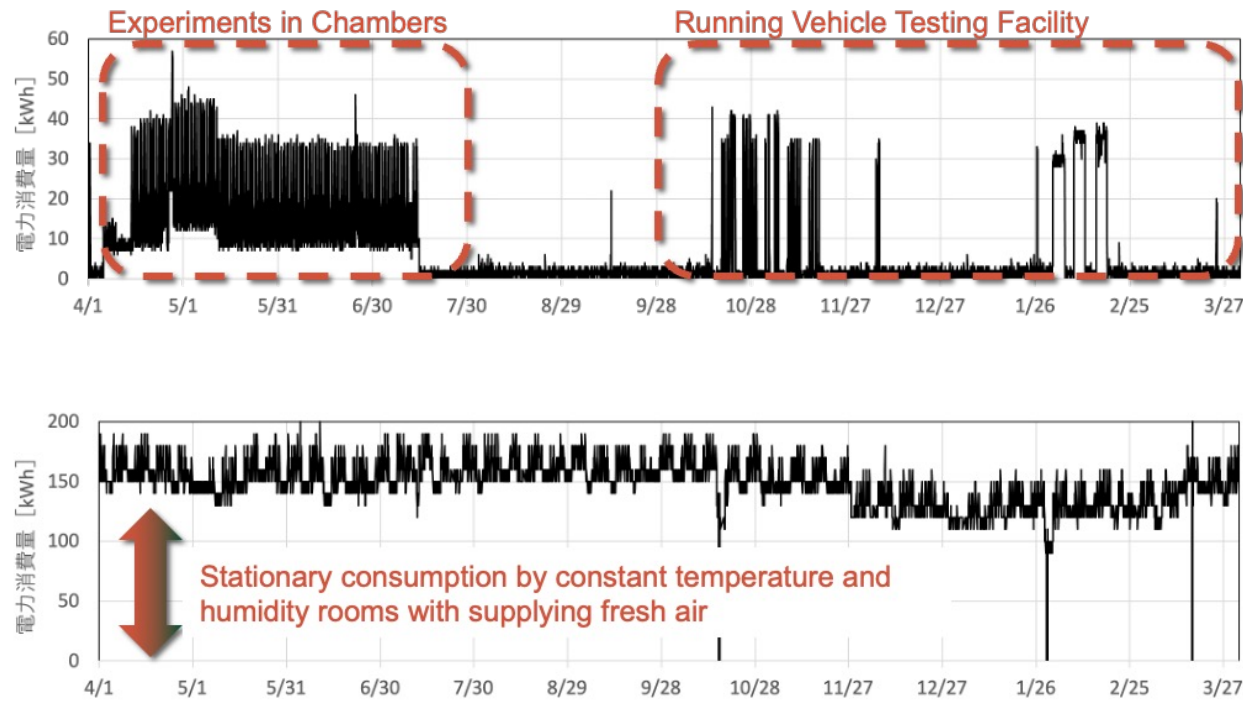 Experiments in Chambers
Running Vehicle Testing Facility
電力消費量 [kWh]
60
50
40
30
20
10
0
4/1 5/1 5/31 6/30 7/30 8/29 9/28 10/28 11/27 12/27 1/26 2/25 3/27
電力消費量 [kWh]
200
150
100
50
0
Stationary consumption by constant temperature and
humidity rooms with supplying fresh air
4/1 5/1 5/31 6/30 7/30 8/29 9/28 10/28 11/27 12/27 1/26 2/25 3/27